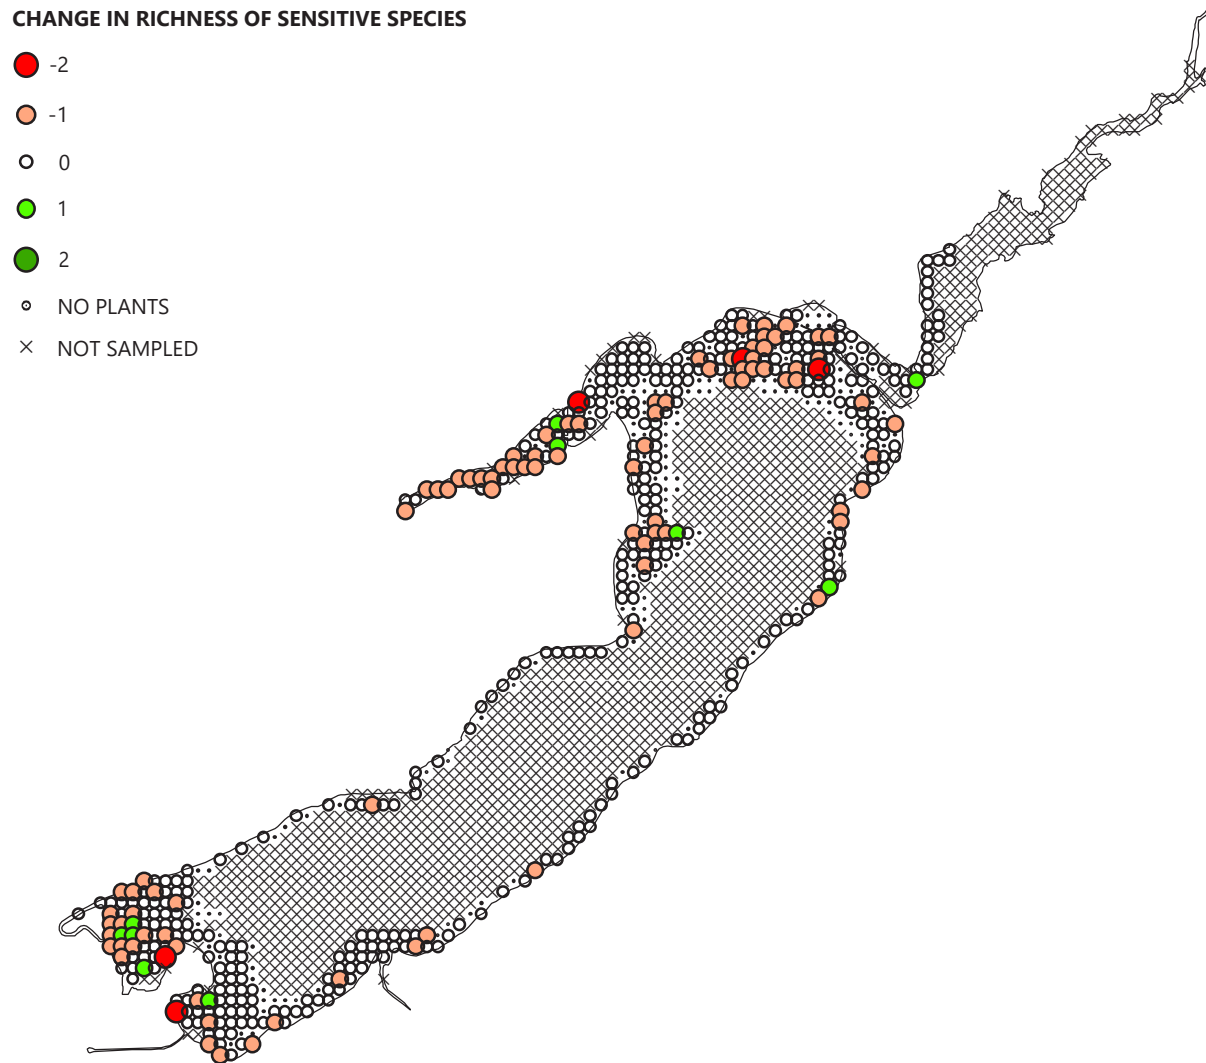 CHANGE IN RICHNESS OF SENSITIVE SPECIES
-2
-1
0
1
2
NO PLANTS
NOT SAMPLED